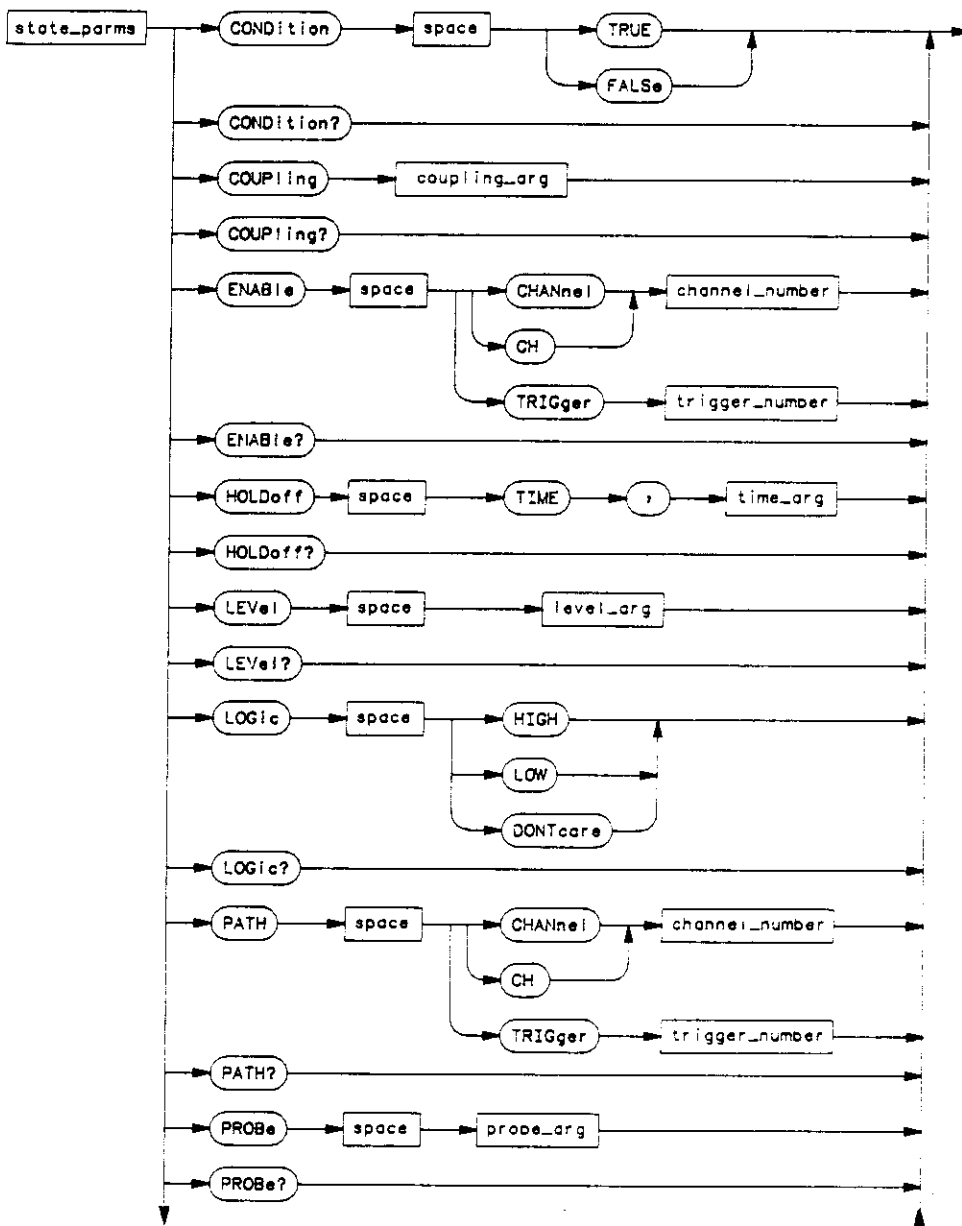 state_parms CONDition space TRUE
FALSe
CONDition?
COUPling coupling_arg
COUPling?
ENABle space CHANnel channel_number
CH
TRIGger trigger_number
ENABle?
HOLDoff space TIME , time_arg
HOLDoff?
LEVel space level_arg
LEVel?
LOGic space HIGH
LOW
DONTcare
LOGic?
PATH space CHANnel channel_number
CH
TRIGger trigger_number
PATH?
PROBe space probe_arg
PROBe?